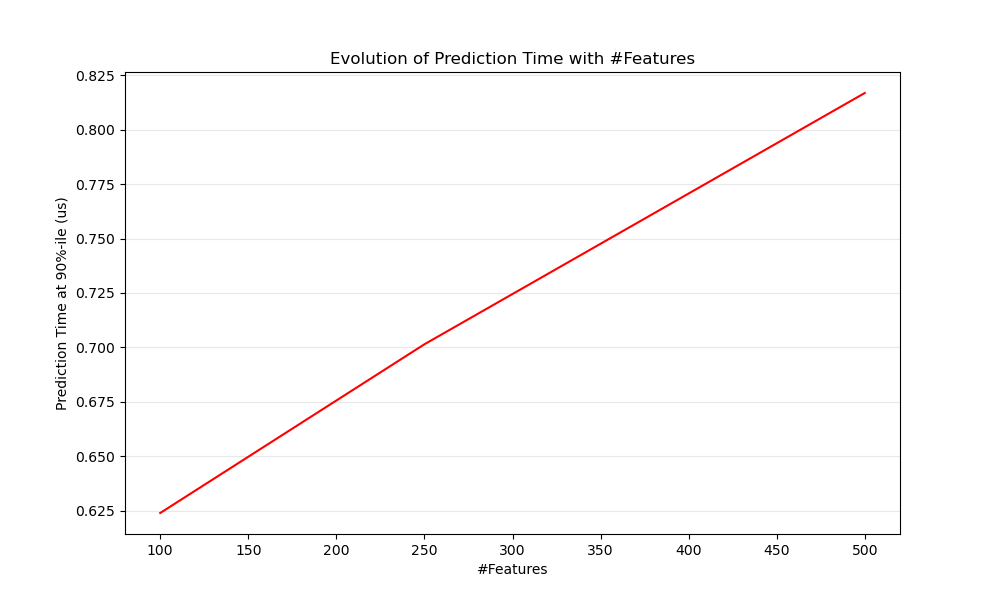 Evolution of Prediction Time with #Features
Prediction Time at 90%-ile (us)
0.825
0.800
0.775
0.750
0.725
0.700
0.675
0.650
0.625
100 150 200 250 300 350 400 450 500
#Features